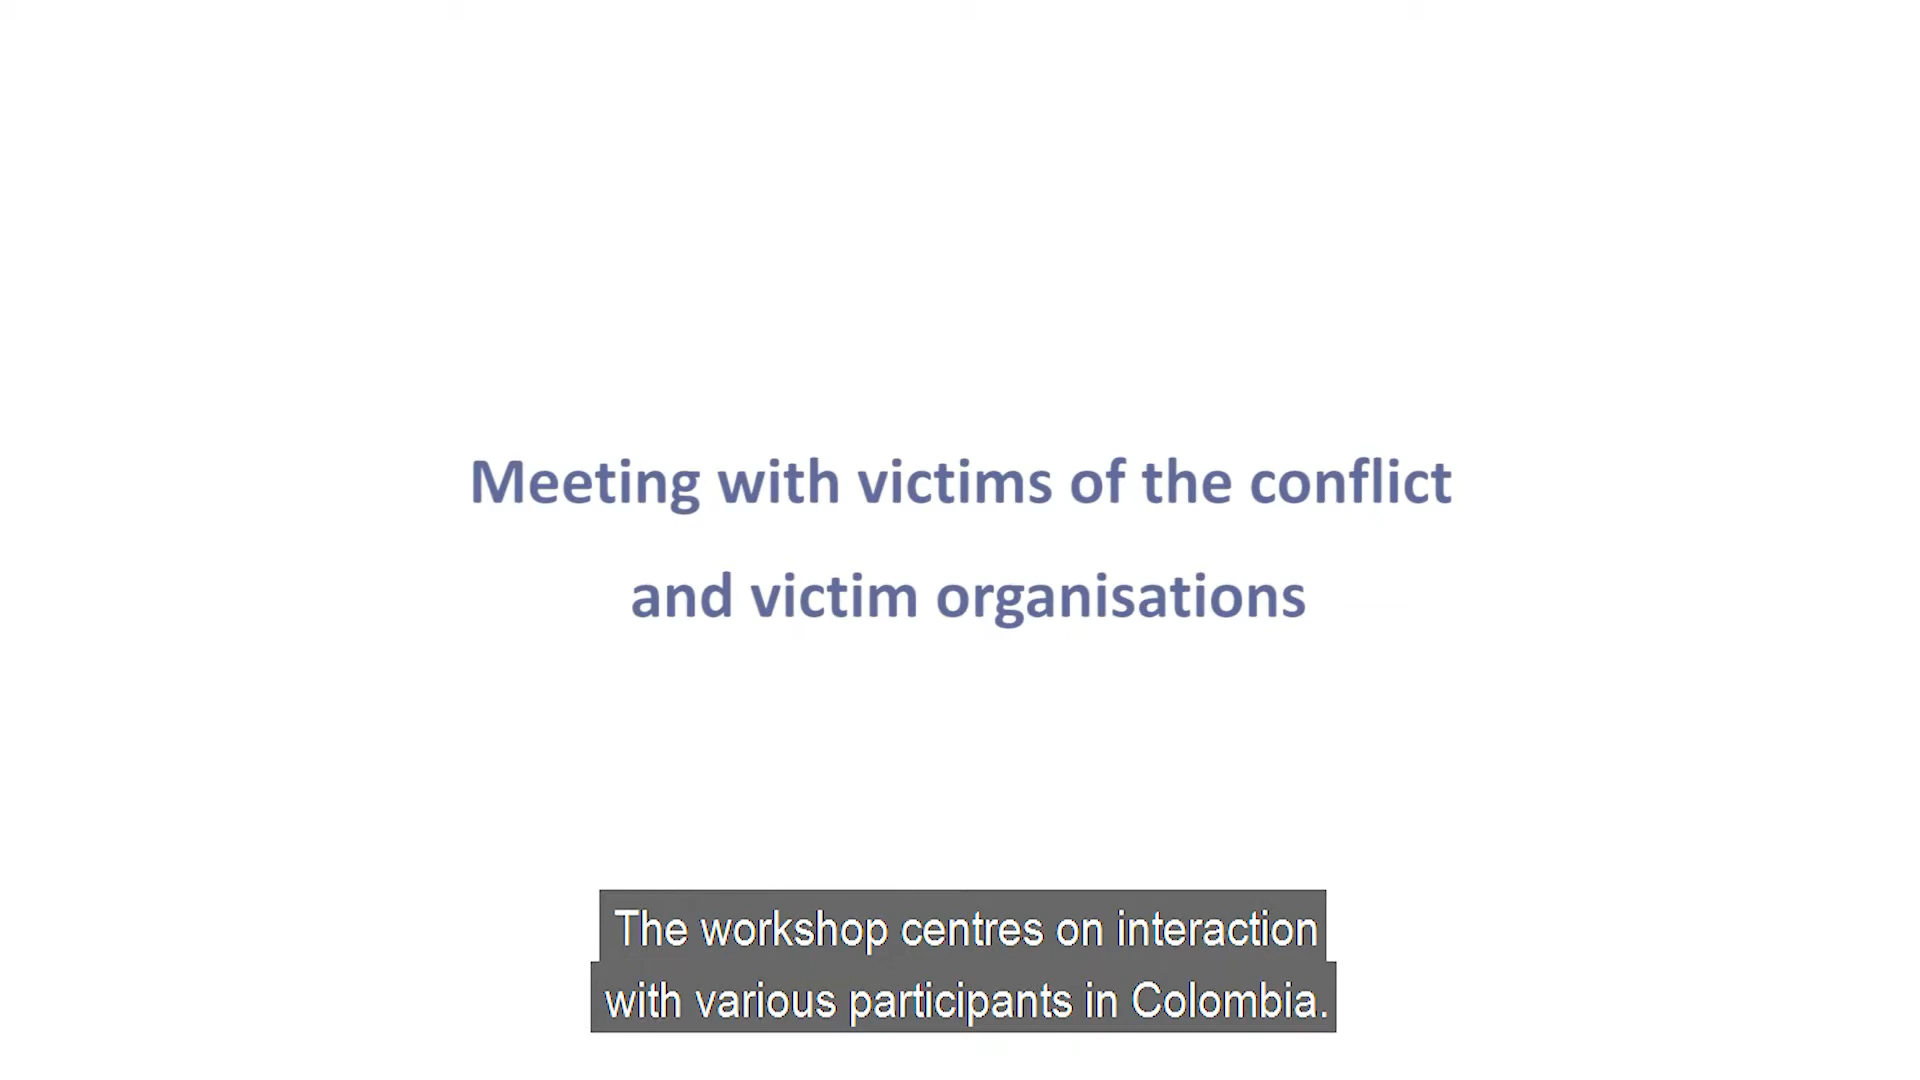 Meeting with victims of the conflict
and victim organisations
The workshop centres on interaction
with various participants in Colombia.